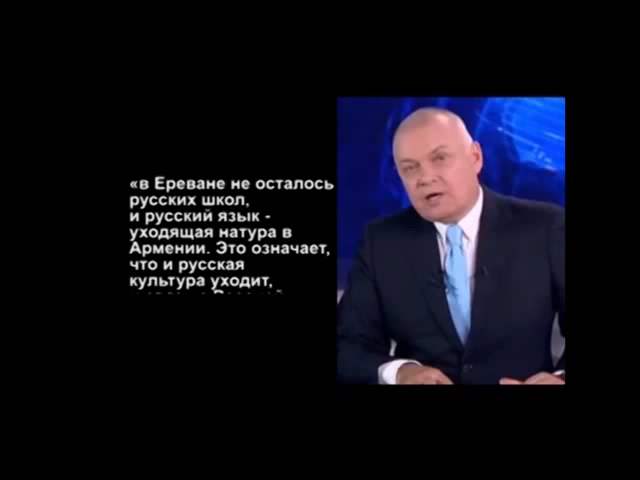 «в Ереване не осталось
русских школ,
и русский язык -
уходящая натура в
Армении. Это означает,
что и русская
культура уходит,